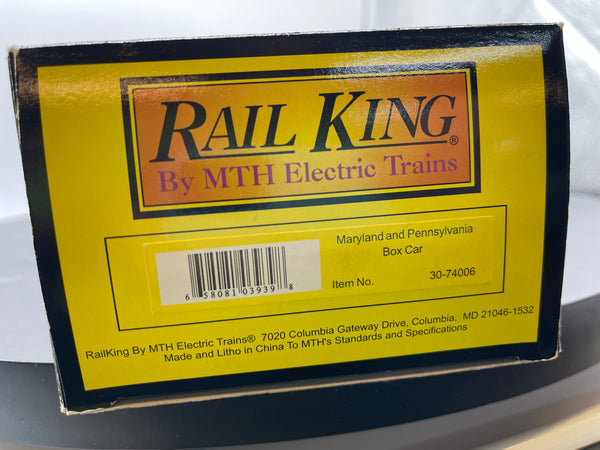 RAIL KING®
By MTH Electric Trains
Maryland and Pennsylvania
Box Car
Item No. 30-74006
6 58081 03939 8
RailKing By MTH Electric Trains® 7020 Columbia Gateway Drive, Columbia, MD 21046-1532
Made and Litho in China To MTH's Standards and Specifications